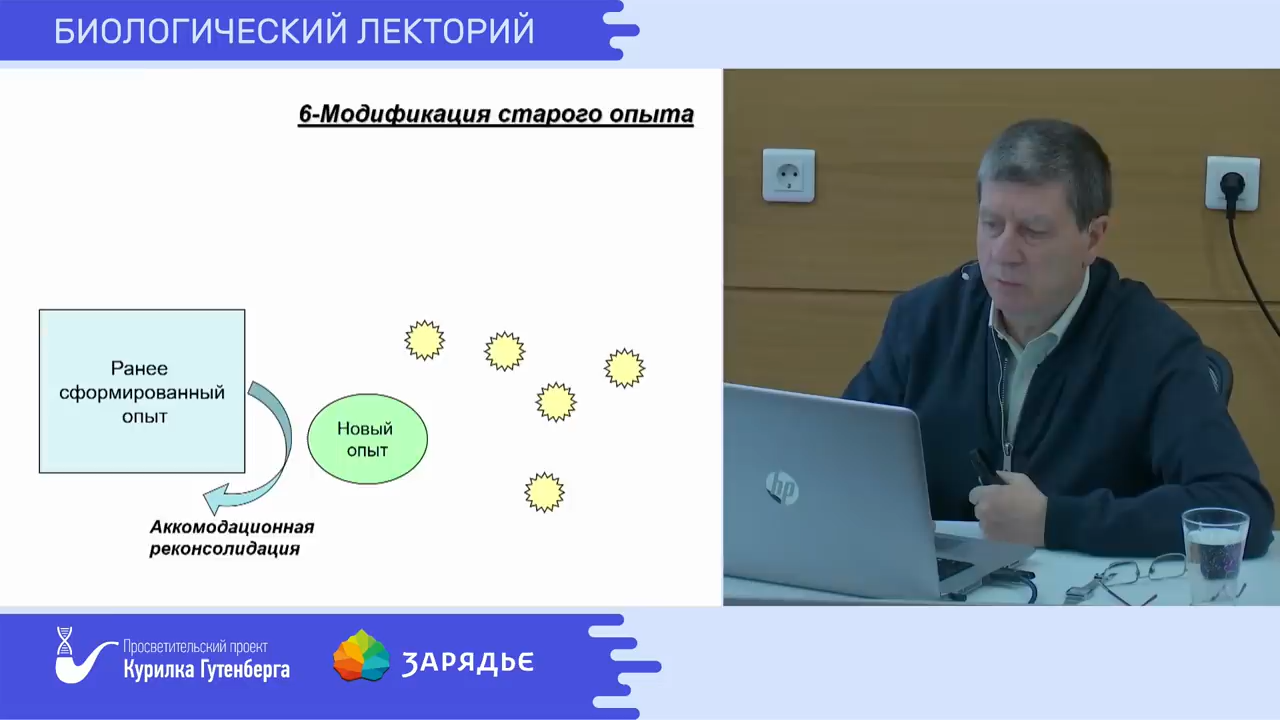 БИОЛОГИЧЕСКИЙ ЛЕКТОРИЙ
6-Модификация старого опыта
Ранее
сформированный
опыт
Новый
опыт
Аккомодационная
реконсолидация
hp
Просветительский проект
Курилка Гутенберга
ЗАРЯДЬЕ